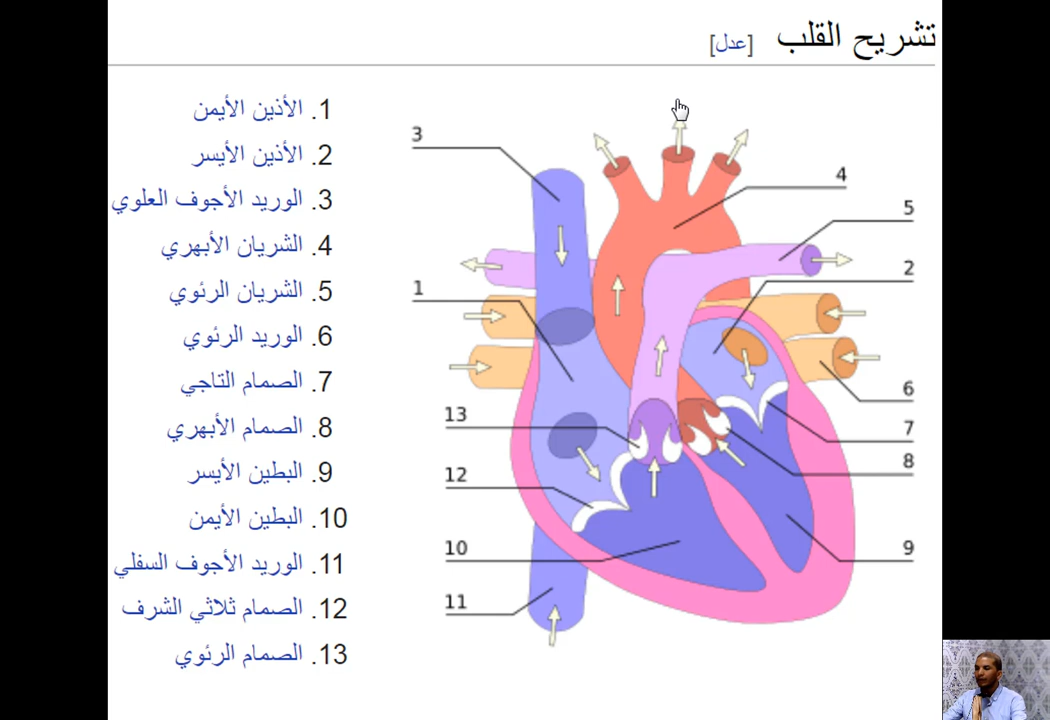 تشريح القلب [عدل]
1. الأذين الأيمن
2. الأذين الأيسر
3. الوريد الأجوف العلوي
4. الشريان الأبهري
5. الشريان الرئوي
6. الوريد الرئوي
7. الصمام التاجي
8. الصمام الأبهري
9. البطين الأيسر
10. البطين الأيمن
11. الوريد الأجوف السفلي
12. الصمام ثلاثي الشرف
13. الصمام الرئوي
3
4
5
2
1
6
13
7
8
12
10
9
11